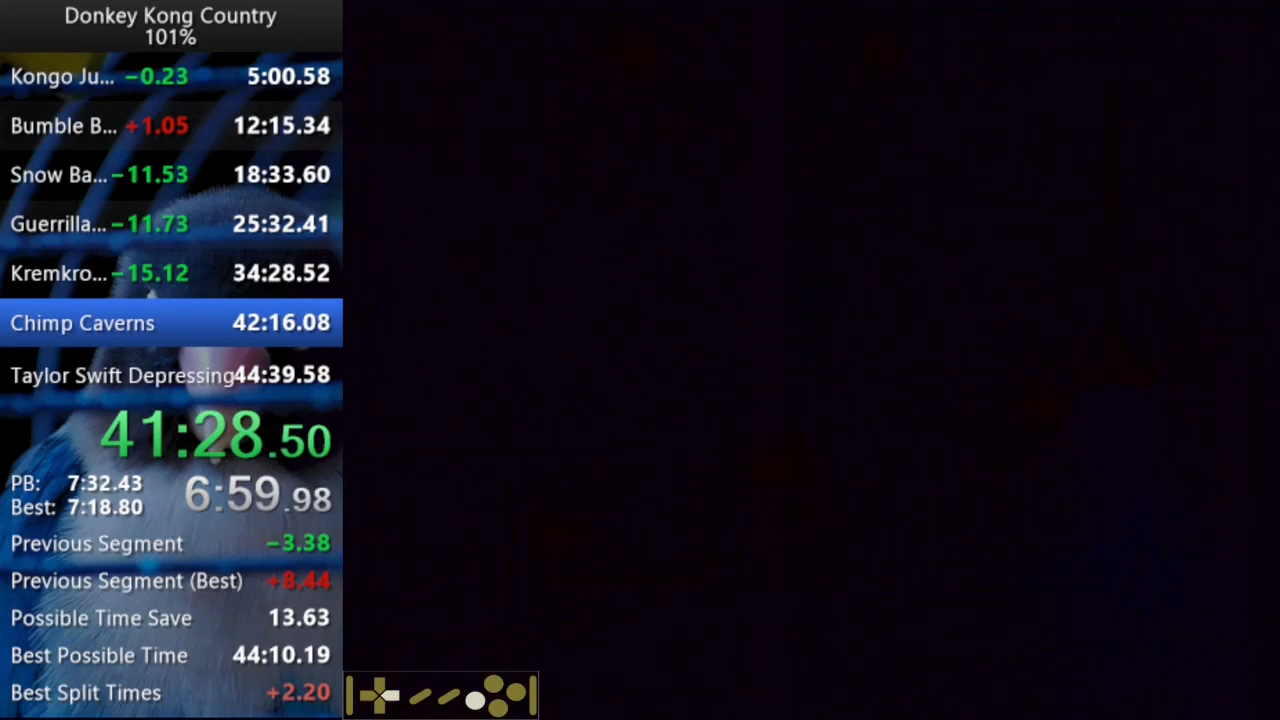 Donkey Kong Country
101%
Kongo Ju... −0.23 5:00.58
Bumble B... +1.05 12:15.34
Snow Ba... −11.53 18:33.60
Guerrilla... −11.73 25:32.41
Kremkro... −15.12 34:28.52
Chimp Caverns 42:16.08
Taylor Swift Depressing 44:39.58
41:28.50
PB: 7:32.43 6:59.98
Best: 7:18.80
Previous Segment −3.38
Previous Segment (Best) +8.44
Possible Time Save 13.63
Best Possible Time 44:10.19
Best Split Times +2.20